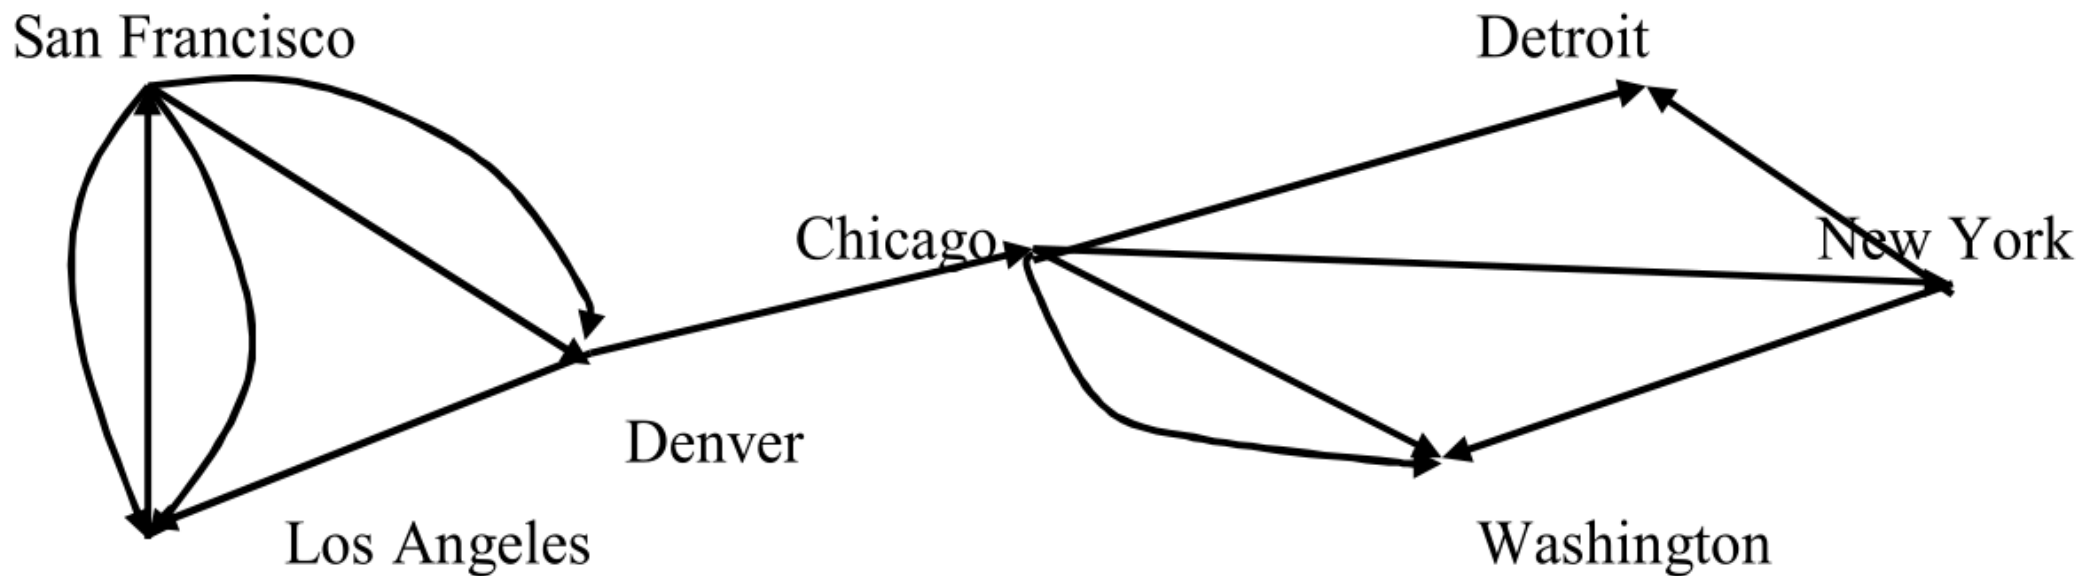 San Francisco
Detroit
Chicago
New York
Denver
Los Angeles
Washington